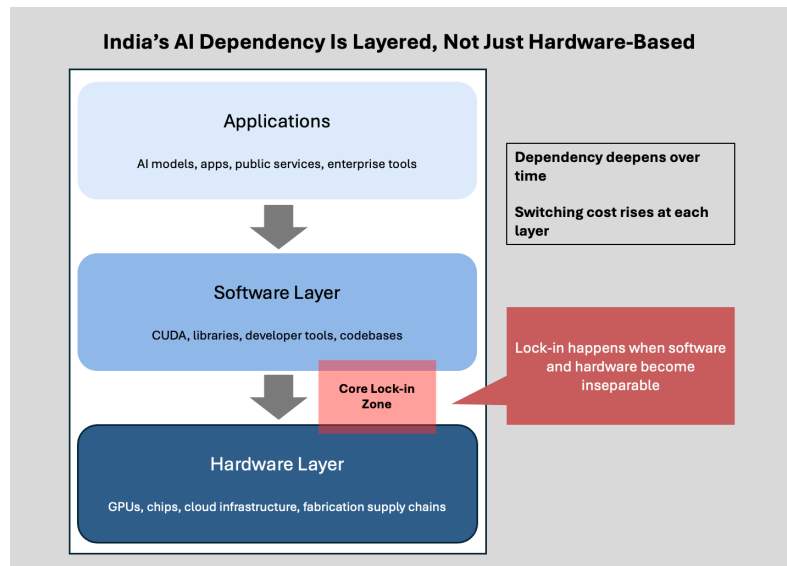 India’s AI Dependency Is Layered, Not Just Hardware-Based
Applications
AI models, apps, public services, enterprise tools
Dependency deepens over
time
Switching cost rises at each
layer
Software Layer
CUDA, libraries, developer tools, codebases
Lock-in happens when software
and hardware become
inseparable
Core Lock-in
Zone
Hardware Layer
GPUs, chips, cloud infrastructure, fabrication supply chains